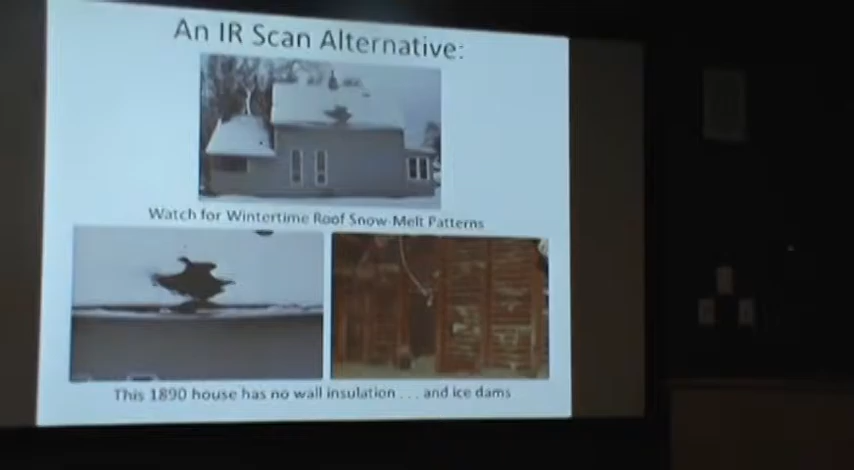 An IR Scan Alternative:
Watch for Wintertime Roof Snow-Melt Patterns
This 1890 house has no wall insulation . . . and ice dams